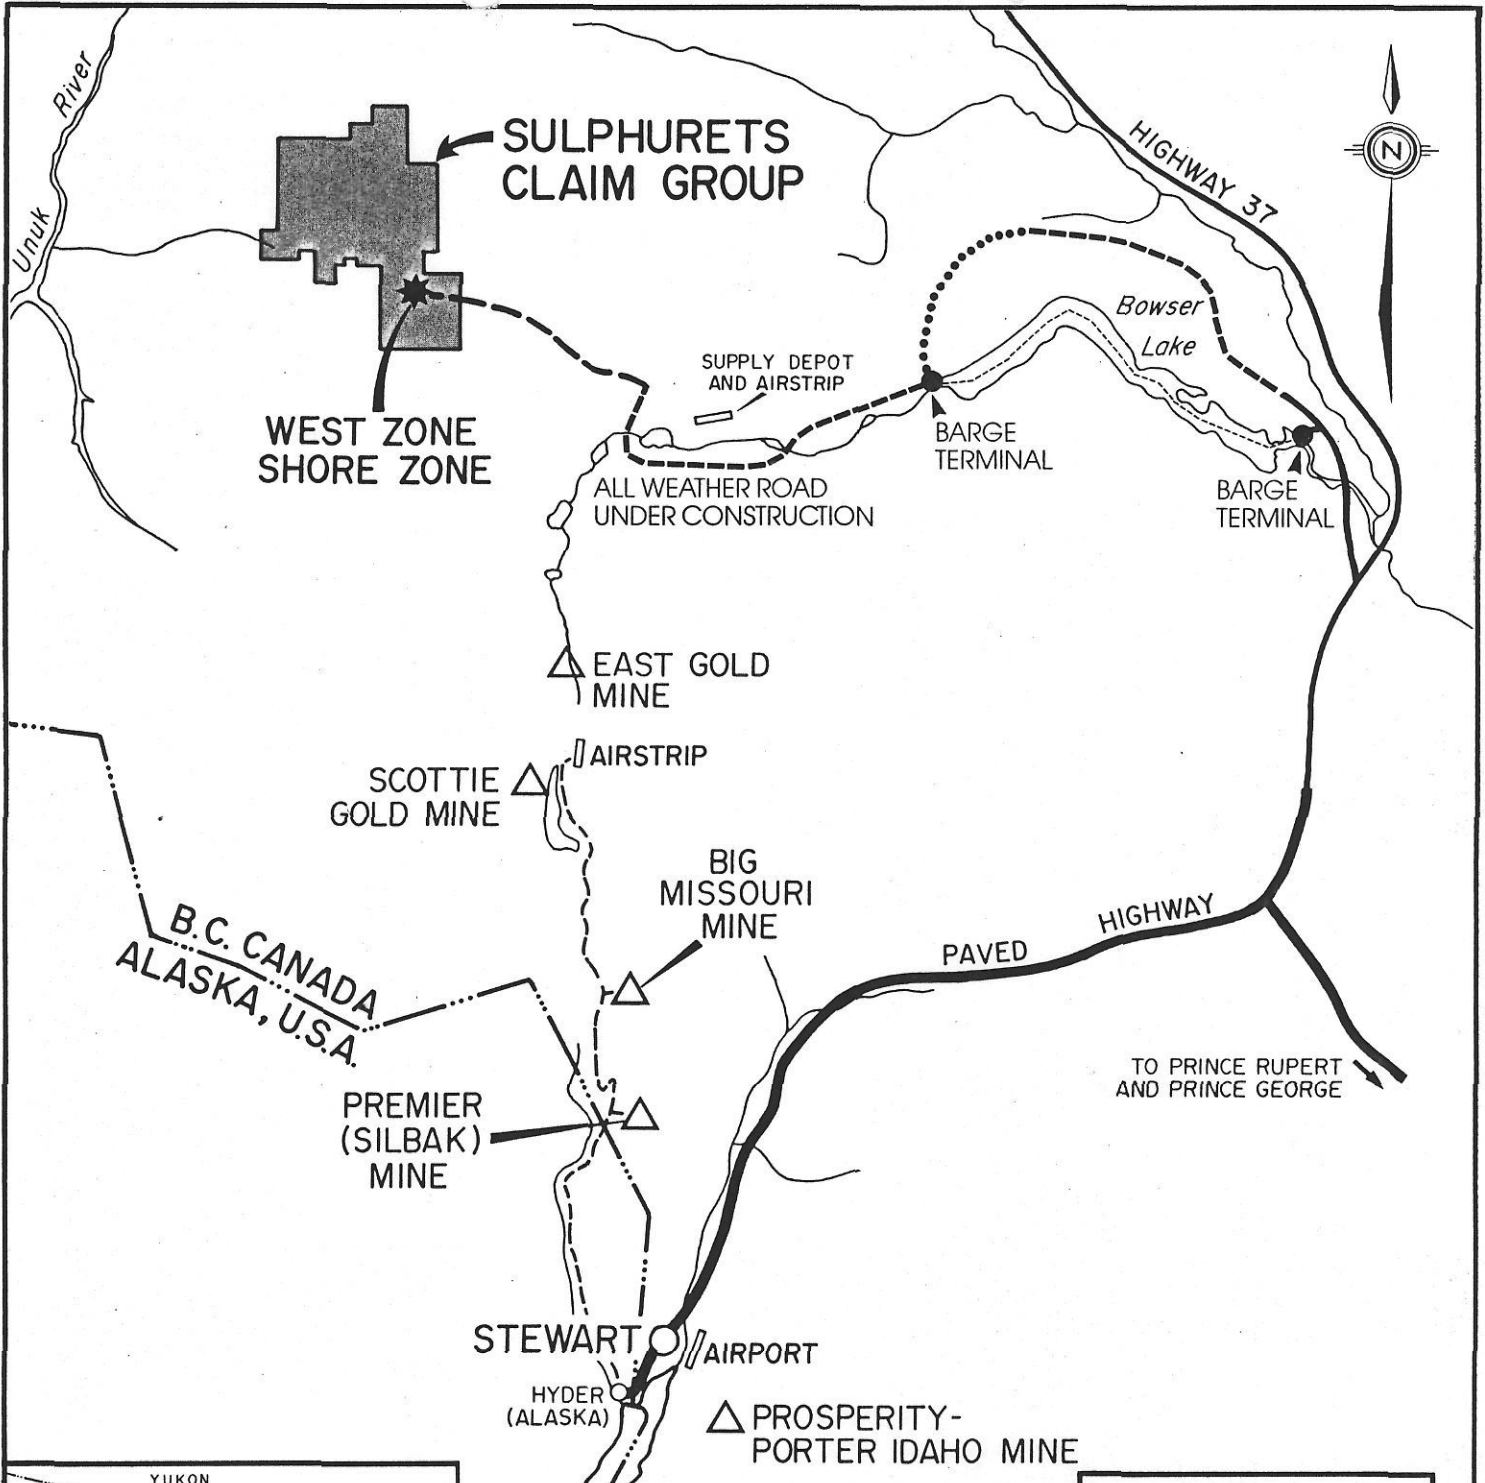 River
Unuk
SULPHURETS
CLAIM GROUP
HIGHWAY 37
N
Bowser
Lake
SUPPLY DEPOT
AND AIRSTRIP
WEST ZONE
SHORE ZONE
BARGE
TERMINAL
BARGE
TERMINAL
ALL WEATHER ROAD
UNDER CONSTRUCTION
EAST GOLD
MINE
AIRSTRIP
SCOTTIE
GOLD MINE
BIG
MISSOURI
MINE
B.C. CANADA
ALASKA, U.S.A.
PAVED HIGHWAY
TO PRINCE RUPERT
AND PRINCE GEORGE
PREMIER
(SILBAK)
MINE
STEWART
AIRPORT
HYDER
(ALASKA)
PROSPERITY-
PORTER IDAHO MINE
YUKON